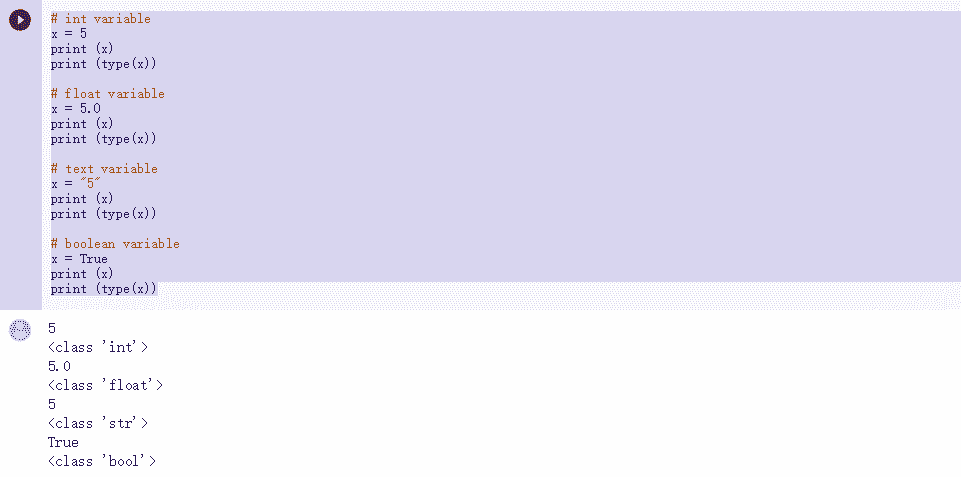 # int variable
x = 5
print (x)
print (type(x))
# float variable
x = 5.0
print (x)
print (type(x))
# text variable
x = "5"
print (x)
print (type(x))
# boolean variable
x = True
print (x)
print (type(x))
5
<class 'int'>
5.0
<class 'float'>
5
<class 'str'>
True
<class 'bool'>